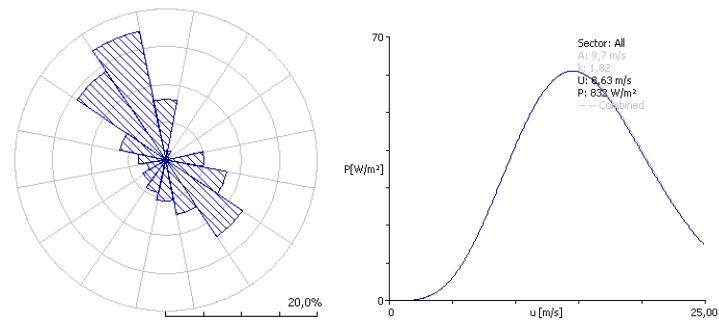 20,0%
70
P[W/m²]
0
Sector: All
A: 9,7 m/s
k: 1,82
U: 8,63 m/s
P: 832 W/m²
-- -- Combined
0
u [m/s]
25,00